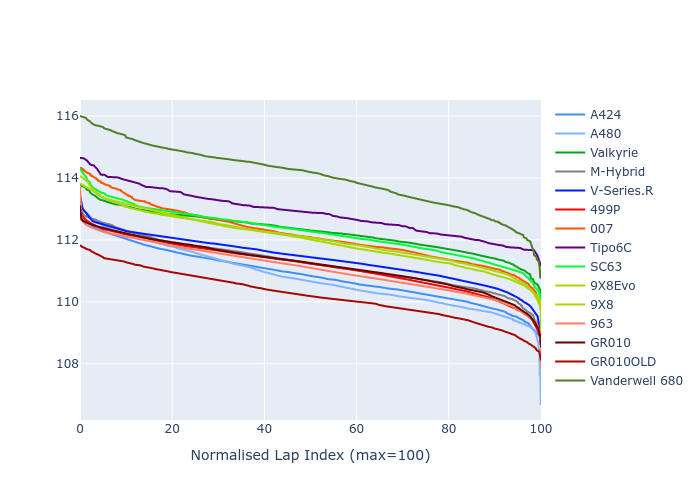 116
114
112
110
108
0 20 40 60 80 100
Normalised Lap Index (max=100)
A424
A480
Valkyrie
M-Hybrid
V-Series.R
499P
007
Tipo6C
SC63
9X8Evo
9X8
963
GR010
GR010OLD
Vanderwell 680